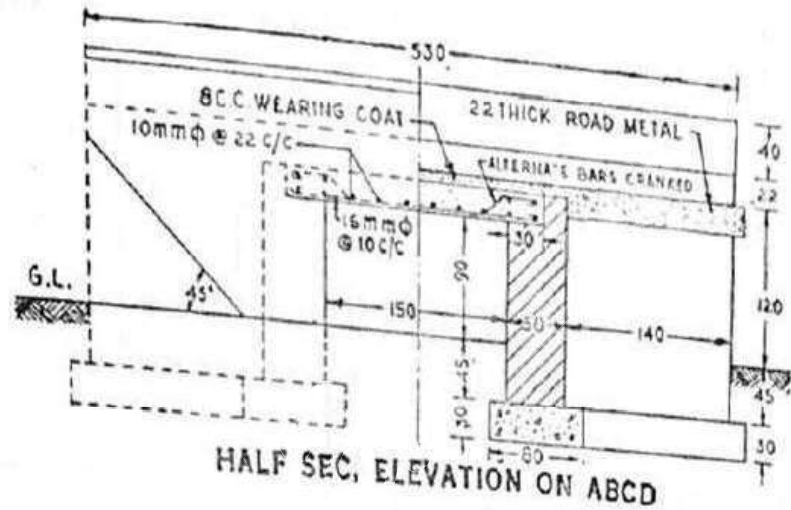 530
8C.C WEARING COAT
22 THICK ROAD METAL
10mmϕ @ 22 C/C
ALTERNATE BARS CRANKED
40
22
16mmϕ
@ 10 C/C
30
G.L.
45°
90
120
150
50
140
45
45
30
30
80
HALF SEC. ELEVATION ON ABCD